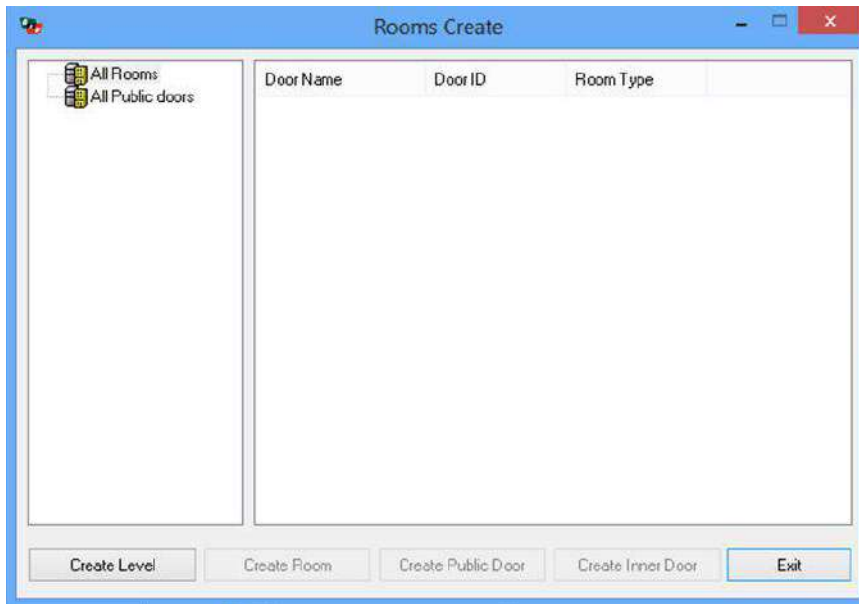 Rooms Create
All Rooms
All Public doors
Door Name Door ID Room Type
Create Level Create Room Create Public Door Create Inner Door Exit